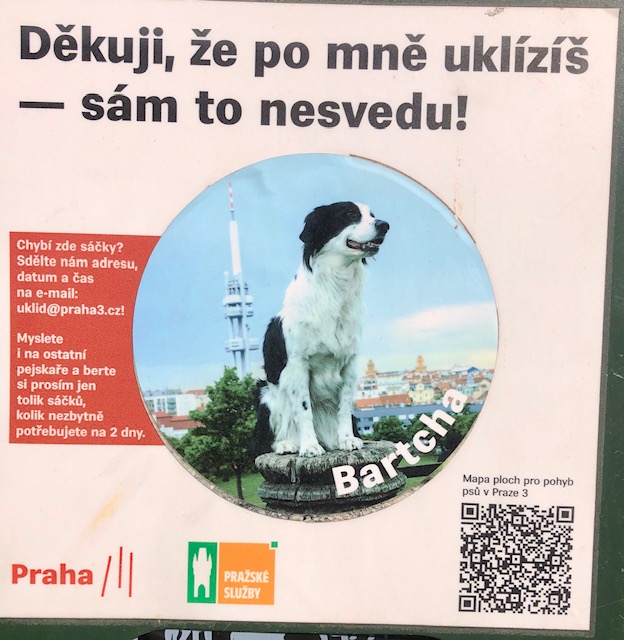 Děkuji, že po mně uklízíš
— sám to nesvedu!
Chybí zde sáčky?
Sdělte nám adresu,
datum a čas
na e-mail:
uklid@praha3.cz!
Myslete
i na ostatní
pejskaře a berte
si prosím jen
tolik sáčků,
kolik nezbytně
potřebujete na 2 dny.
Bartcha
Mapa ploch pro pohyb
psů v Praze 3
Praha
PRAŽSKÉ
SLUŽBY